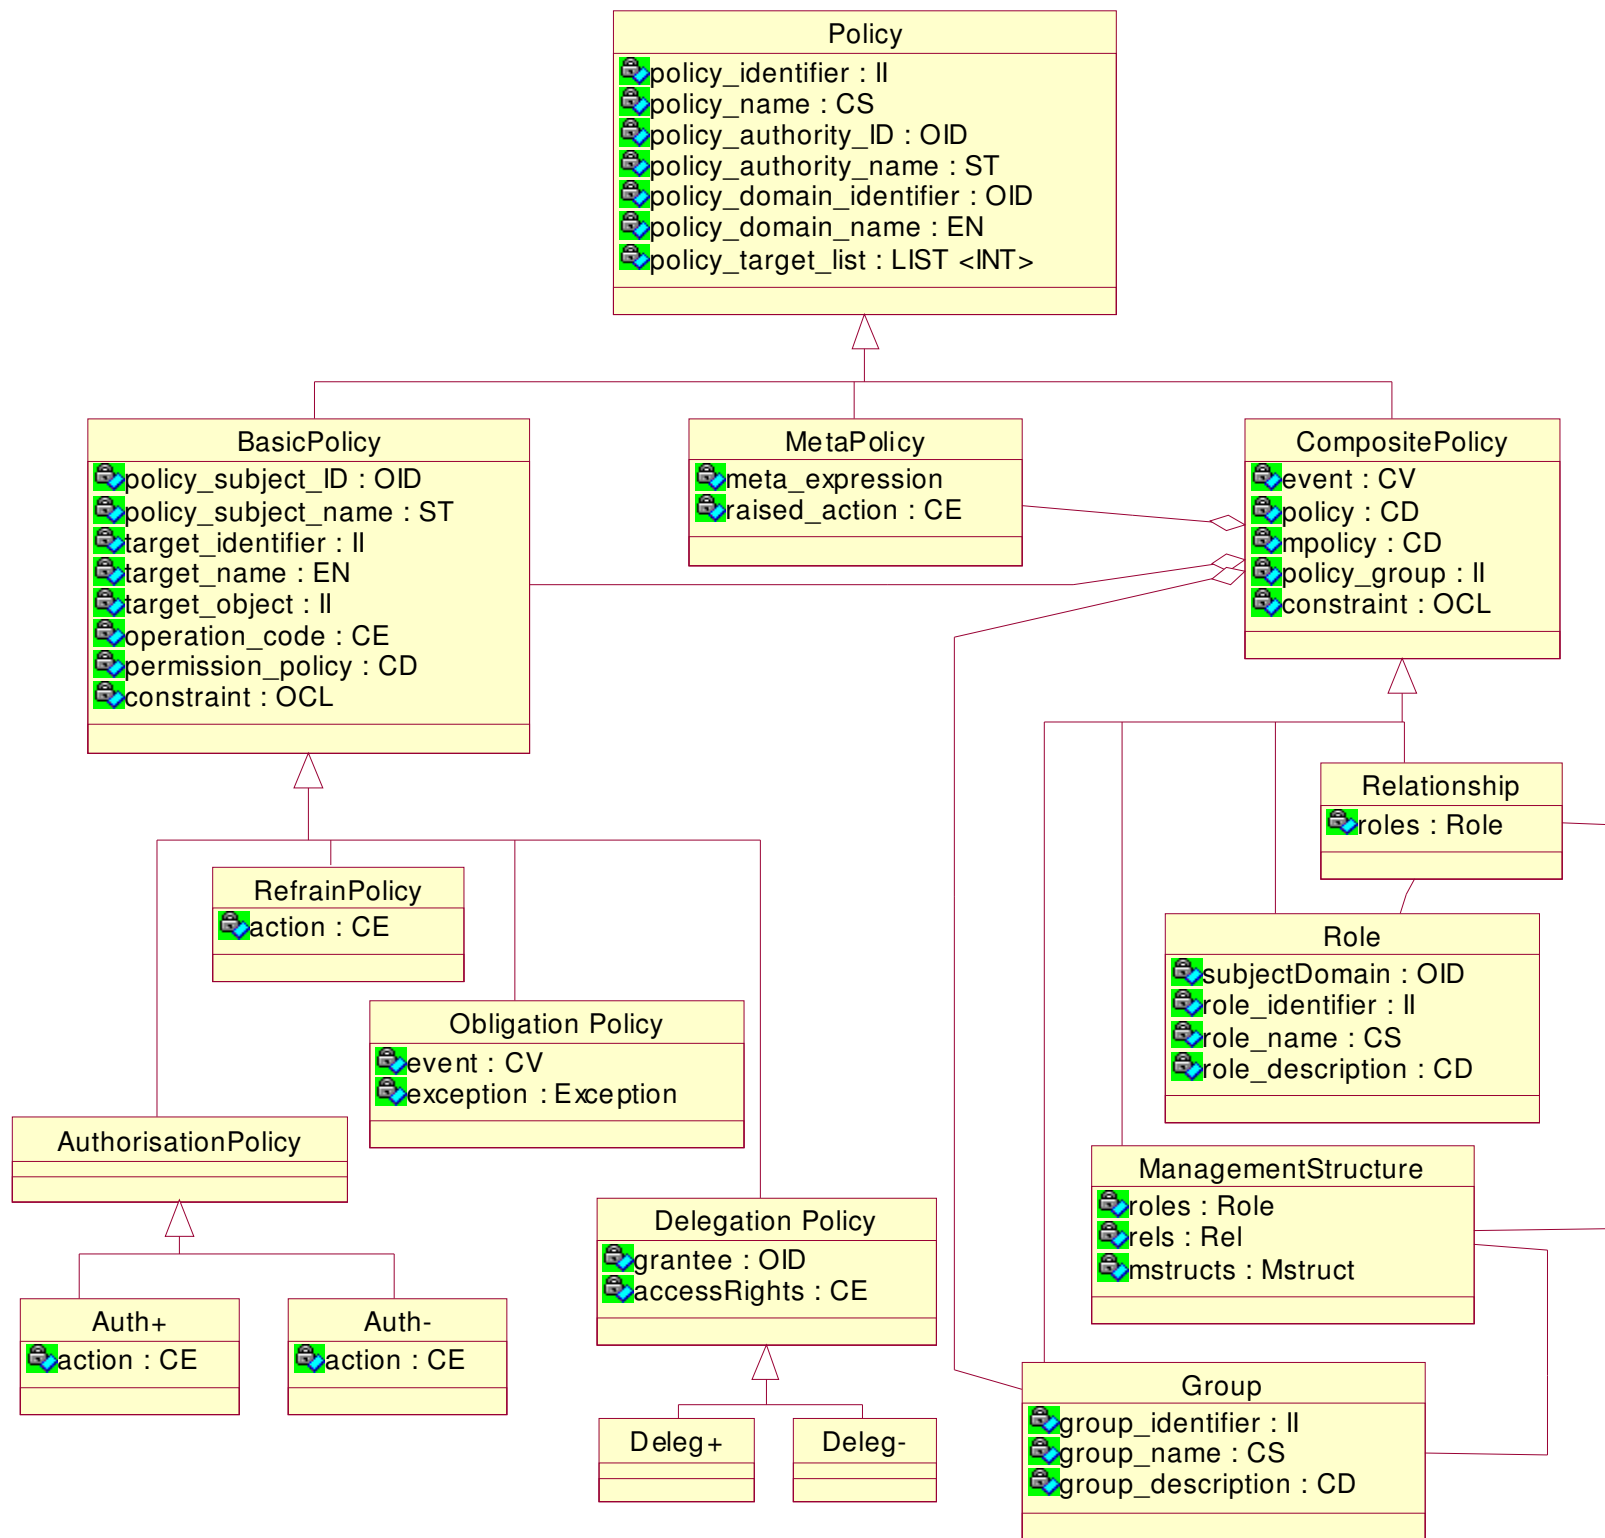 Policy
policy_identifier : II
policy_name : CS
policy_authority_ID : OID
policy_authority_name : ST
policy_domain_identifier : OID
policy_domain_name : EN
policy_target_list : LIST <INT>
BasicPolicy
policy_subject_ID : OID
policy_subject_name : ST
target_identifier : II
target_name : EN
target_object : II
operation_code : CE
permission_policy : CD
constraint : OCL
MetaPolicy
meta_expression
raised_action : CE
CompositePolicy
event : CV
policy : CD
mpolicy : CD
policy_group : II
constraint : OCL
Relationship
roles : Role
RefrainPolicy
action : CE
Role
subjectDomain : OID
role_identifier : II
role_name : CS
role_description : CD
Obligation Policy
event : CV
exception : Exception
AuthorisationPolicy
ManagementStructure
roles : Role
rels : Rel
mstructs : Mstruct
Delegation Policy
grantee : OID
accessRights : CE
Auth+
action : CE
Auth-
action : CE
Group
group_identifier : II
group_name : CS
group_description : CD
Deleg+
Deleg-